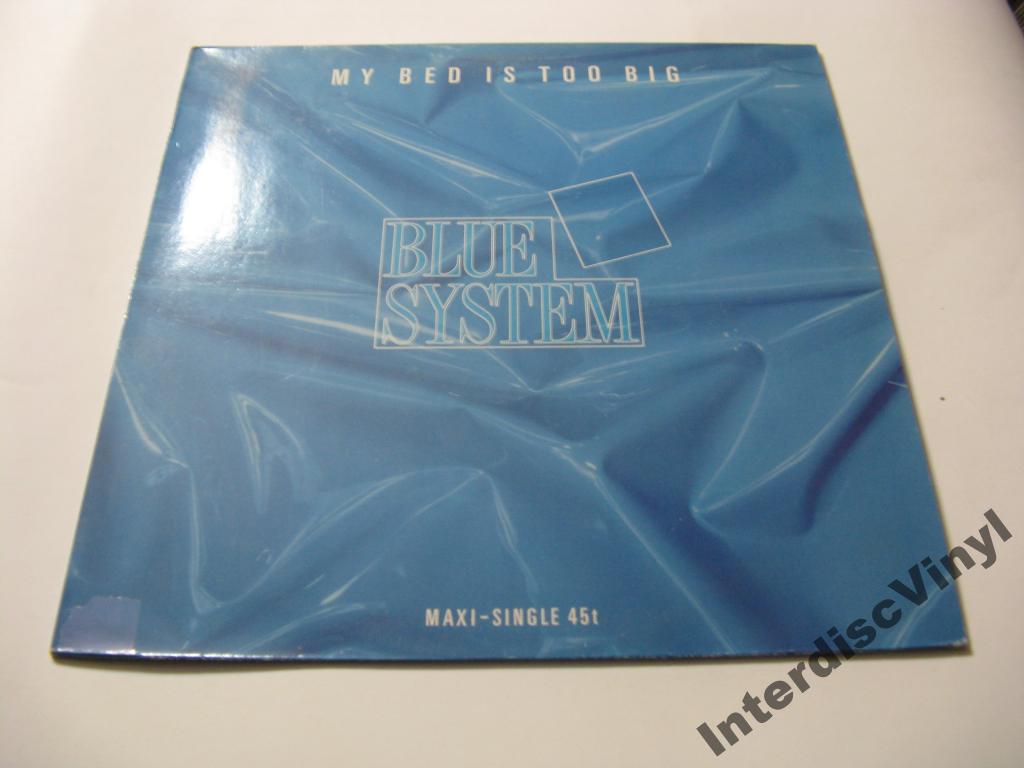 MY BED IS TOO BIG
BLUE
SYSTEM
MAXI-SINGLE 45t
InterdiscVinyl